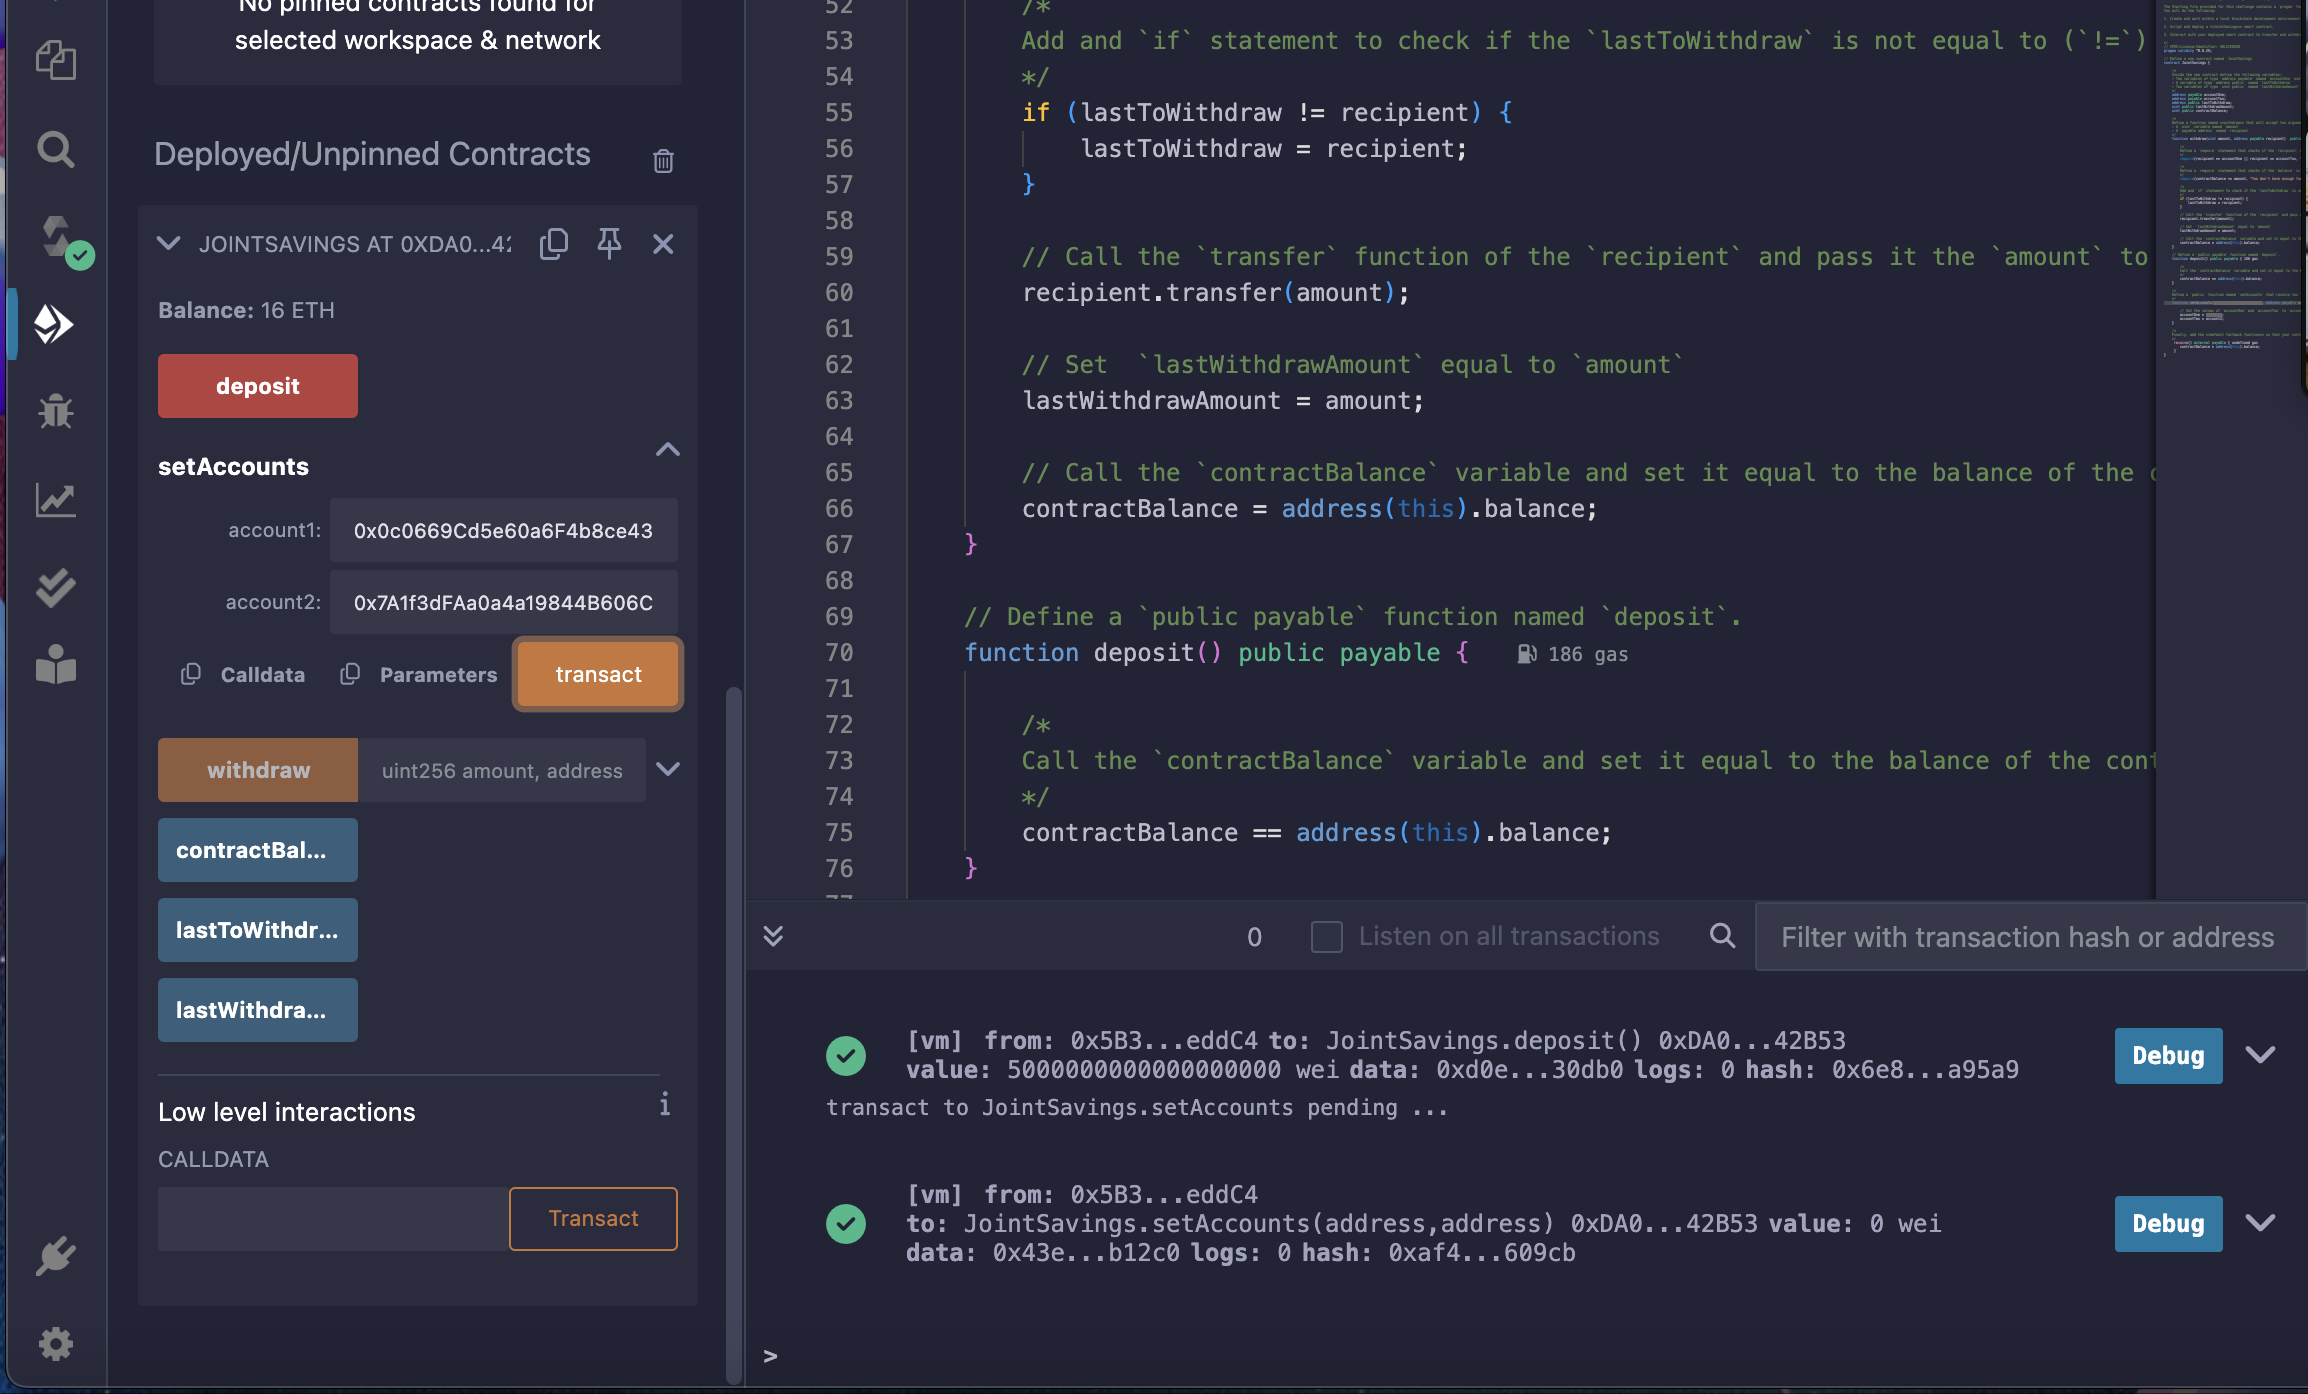 No pinned contracts found for
selected workspace & network
Deployed/Unpinned Contracts
JOINTSAVINGS AT 0XDA0...42
Balance: 16 ETH
deposit
setAccounts
account1: 0x0c0669Cd5e60a6F4b8ce43
account2: 0x7A1f3dFAa0a4a19844B606C
Calldata Parameters transact
withdraw uint256 amount, address
contractBal...
lastToWithdr...
lastWithdra...
Low level interactions i
CALLDATA
Transact
52 /*
53 Add and `if` statement to check if the `lastToWithdraw` is not equal to (`!=`)
54 */
55 if (lastToWithdraw != recipient) {
56 lastToWithdraw = recipient;
57 }
58
59 // Call the `transfer` function of the `recipient` and pass it the `amount` to
60 recipient.transfer(amount);
61
62 // Set  `lastWithdrawAmount` equal to `amount`
63 lastWithdrawAmount = amount;
64
65 // Call the `contractBalance` variable and set it equal to the balance of the c
66 contractBalance = address(this).balance;
67 }
68
69 // Define a `public payable` function named `deposit`.
70 function deposit() public payable { 186 gas
71
72 /*
73 Call the `contractBalance` variable and set it equal to the balance of the cont
74 */
75 contractBalance == address(this).balance;
76 }
77
0 Listen on all transactions Filter with transaction hash or address
[vm] from: 0x5B3...eddC4 to: JointSavings.deposit() 0xDA0...42B53
value: 5000000000000000000 wei data: 0xd0e...30db0 logs: 0 hash: 0x6e8...a95a9
Debug
transact to JointSavings.setAccounts pending ...
[vm] from: 0x5B3...eddC4
to: JointSavings.setAccounts(address,address) 0xDA0...42B53 value: 0 wei
data: 0x43e...b12c0 logs: 0 hash: 0xaf4...609cb
Debug
>